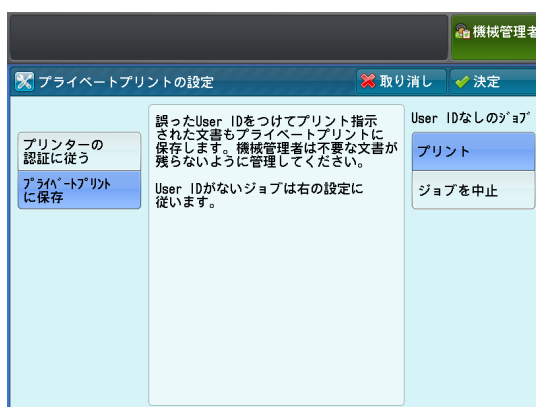 機械管理者
プライベートプリントの設定
取り消し
決定
プリンターの
認証に従う
ﾌﾟﾗｲﾍﾞｰﾄﾌﾟﾘﾝﾄ
に保存
誤ったUser IDをつけてプリント指示
された文書もプライベートプリントに
保存します。機械管理者は不要な文書が
残らないように管理してください。
User IDがないジョブは右の設定に
従います。
User IDなしのｼﾞｮﾌﾞ
プリント
ジョブを中止